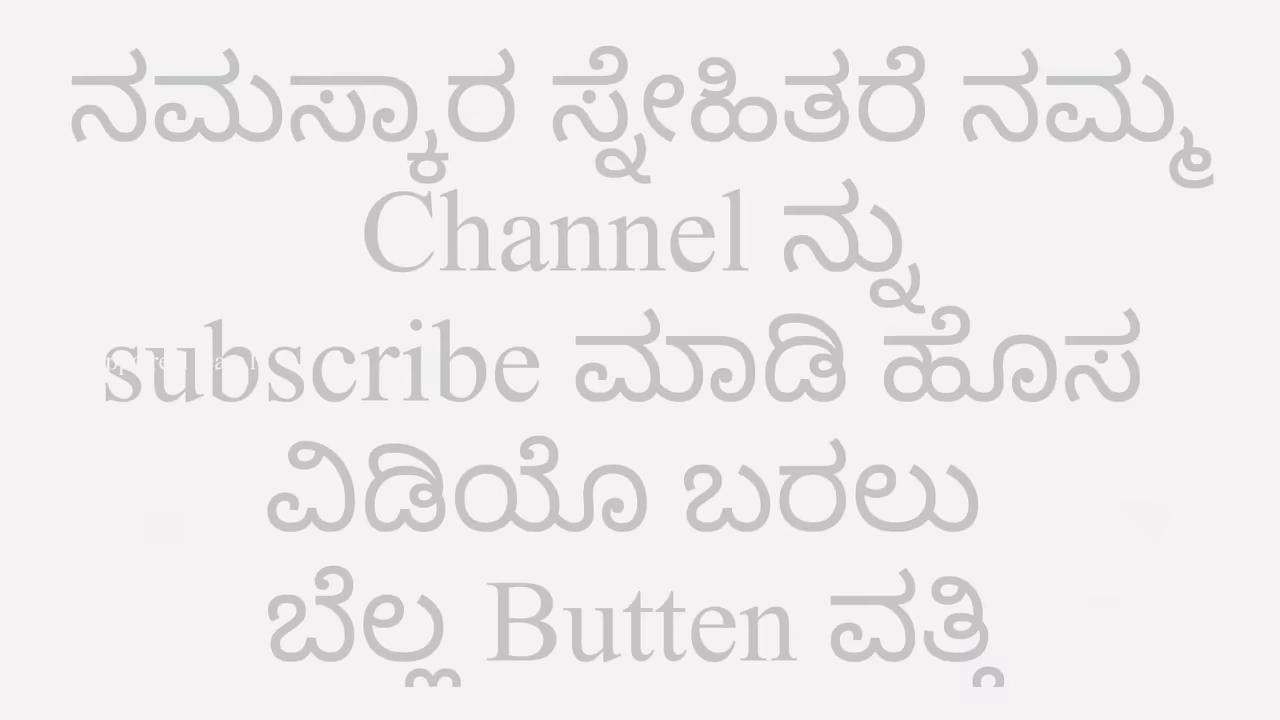 ನಮಸ್ಕಾರ ಸ್ನೇಹಿತರೆ ನಮ್ಮ
Channel ನ್ನು
subscribe ಮಾಡಿ ಹೊಸ
ವಿಡಿಯೊ ಬರಲು
ಬೆಲ್ಲ Butten ವತ್ತಿ